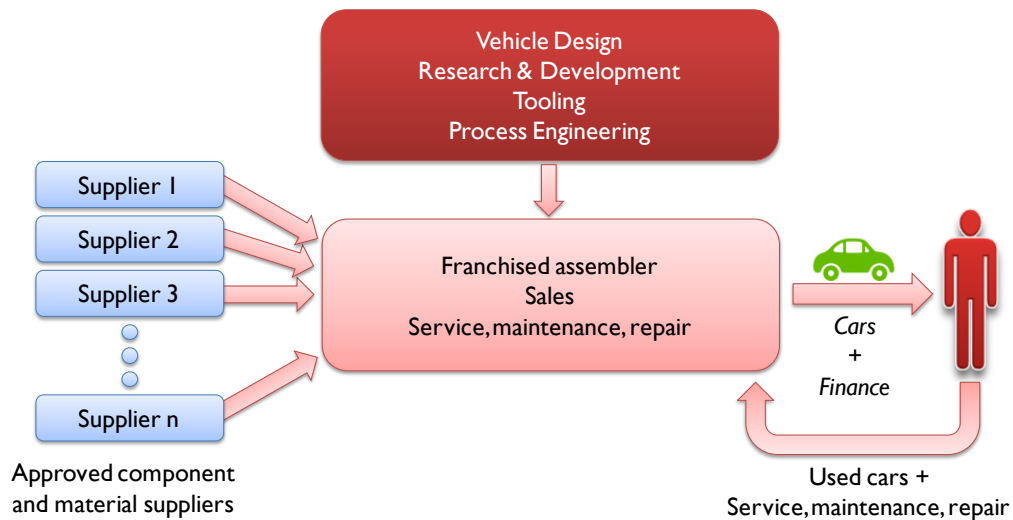 Vehicle Design
Research & Development
Tooling
Process Engineering
Supplier 1
Supplier 2
Supplier 3
Supplier n
Approved component
and material suppliers
Franchised assembler
Sales
Service, maintenance, repair
Cars
+
Finance
Used cars +
Service, maintenance, repair